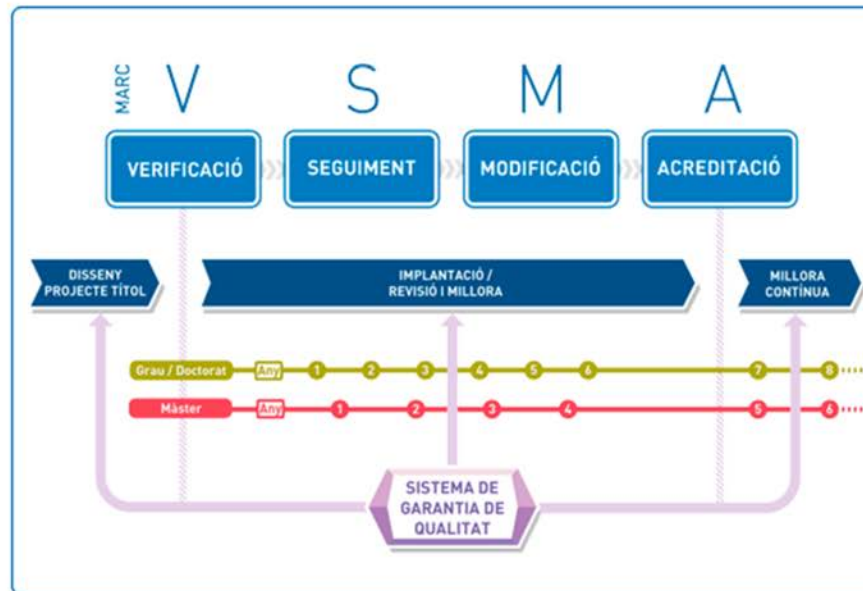 MARC
V S M A
VERIFICACIÓ SEGUIMENT MODIFICACIÓ ACREDITACIÓ
DISSENY
PROJECTE TÍTOL
IMPLANTACIÓ /
REVISIÓ I MILLORA
MILLORA
CONTÍNUA
Grau / Doctorat Any 1 2 3 4 5 6 7 8
Màster Any 1 2 3 4 5 6
SISTEMA DE
GARANTIA DE
QUALITAT